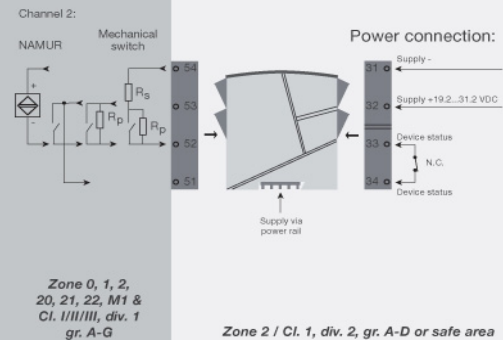 Channel 2:
NAMUR
Mechanical
switch
Power connection:
+
-
Rs
Rp
Rp
54
53
52
51
31
32
33
34
Supply -
Supply +19.2...31.2 VDC
Device status
N.C.
Device status
Supply via
power rail
Zone 0, 1, 2,
20, 21, 22, M1 &
Cl. I/II/III, div. 1
gr. A-G
Zone 2 / Cl. 1, div. 2, gr. A-D or safe area